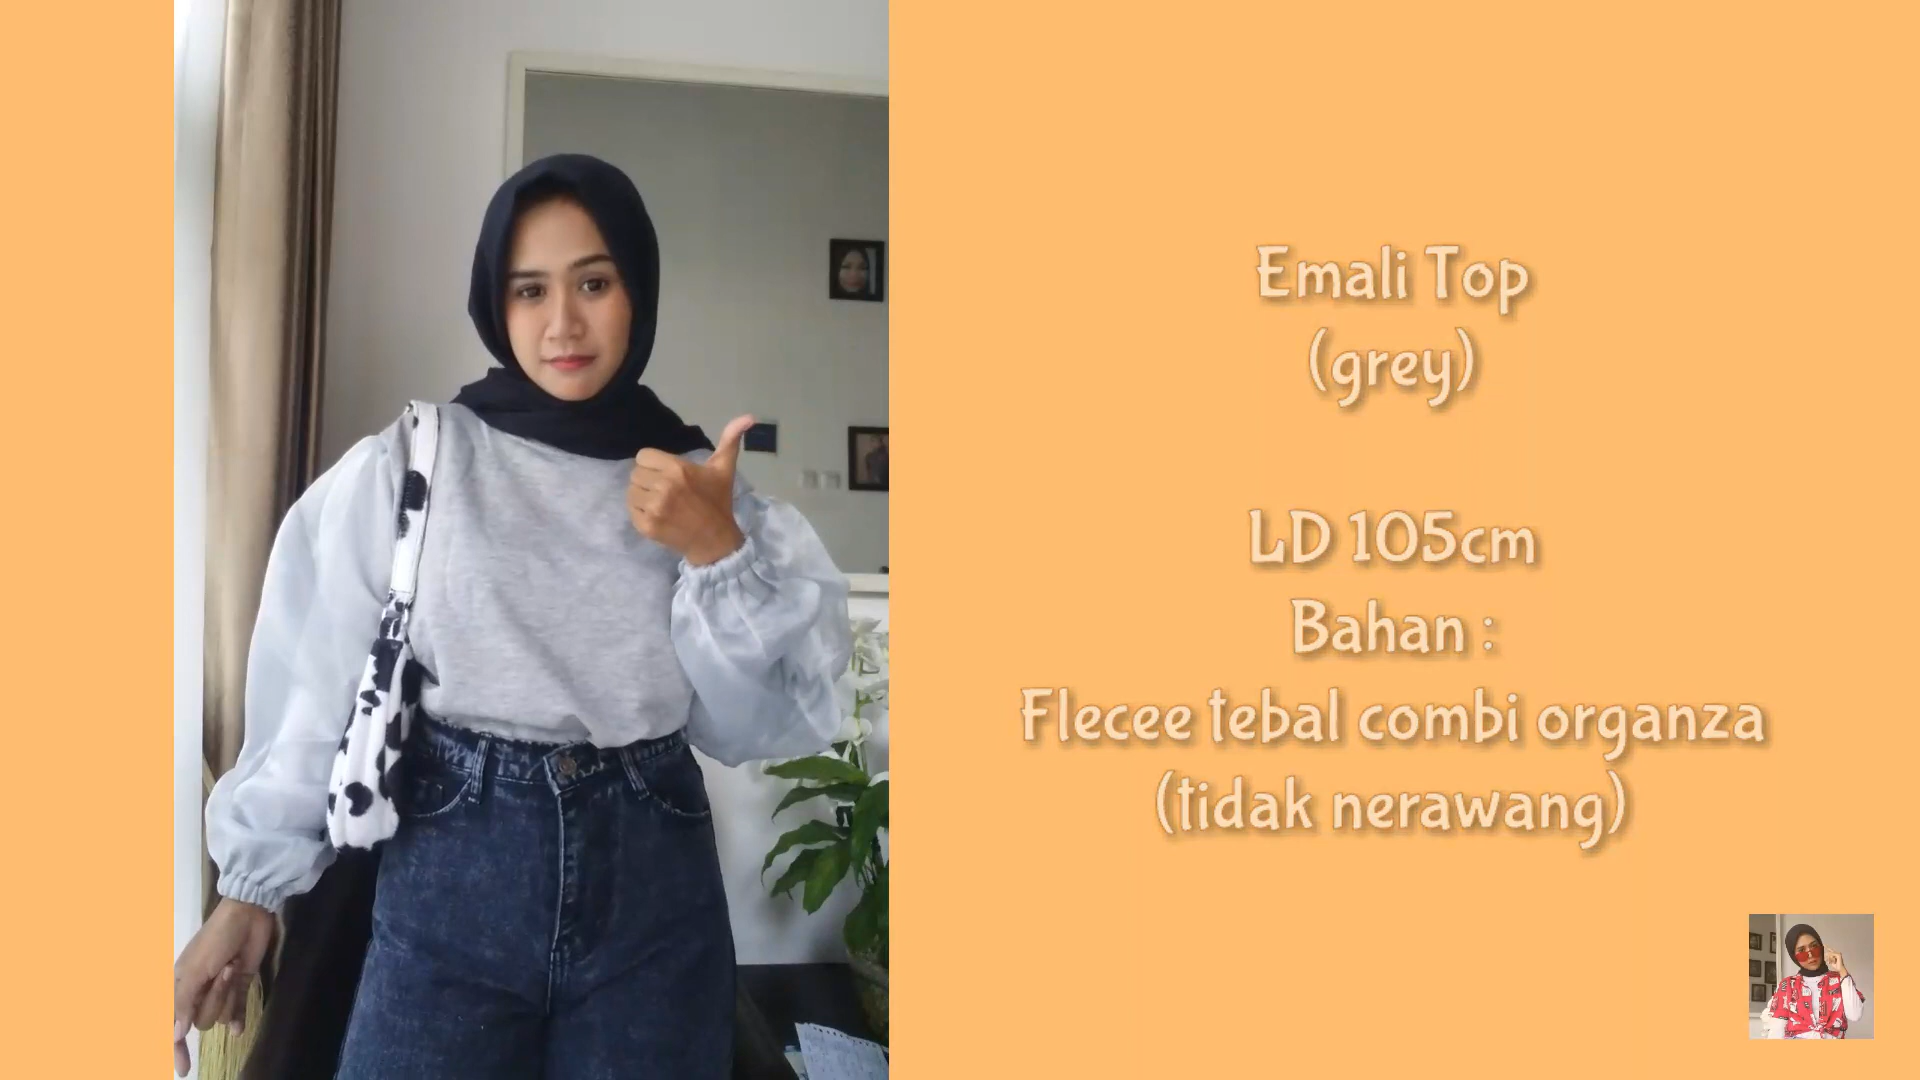 Emali Top
(grey)
LD 105cm
Bahan :
Flecee tebal combi organza
(tidak nerawang)